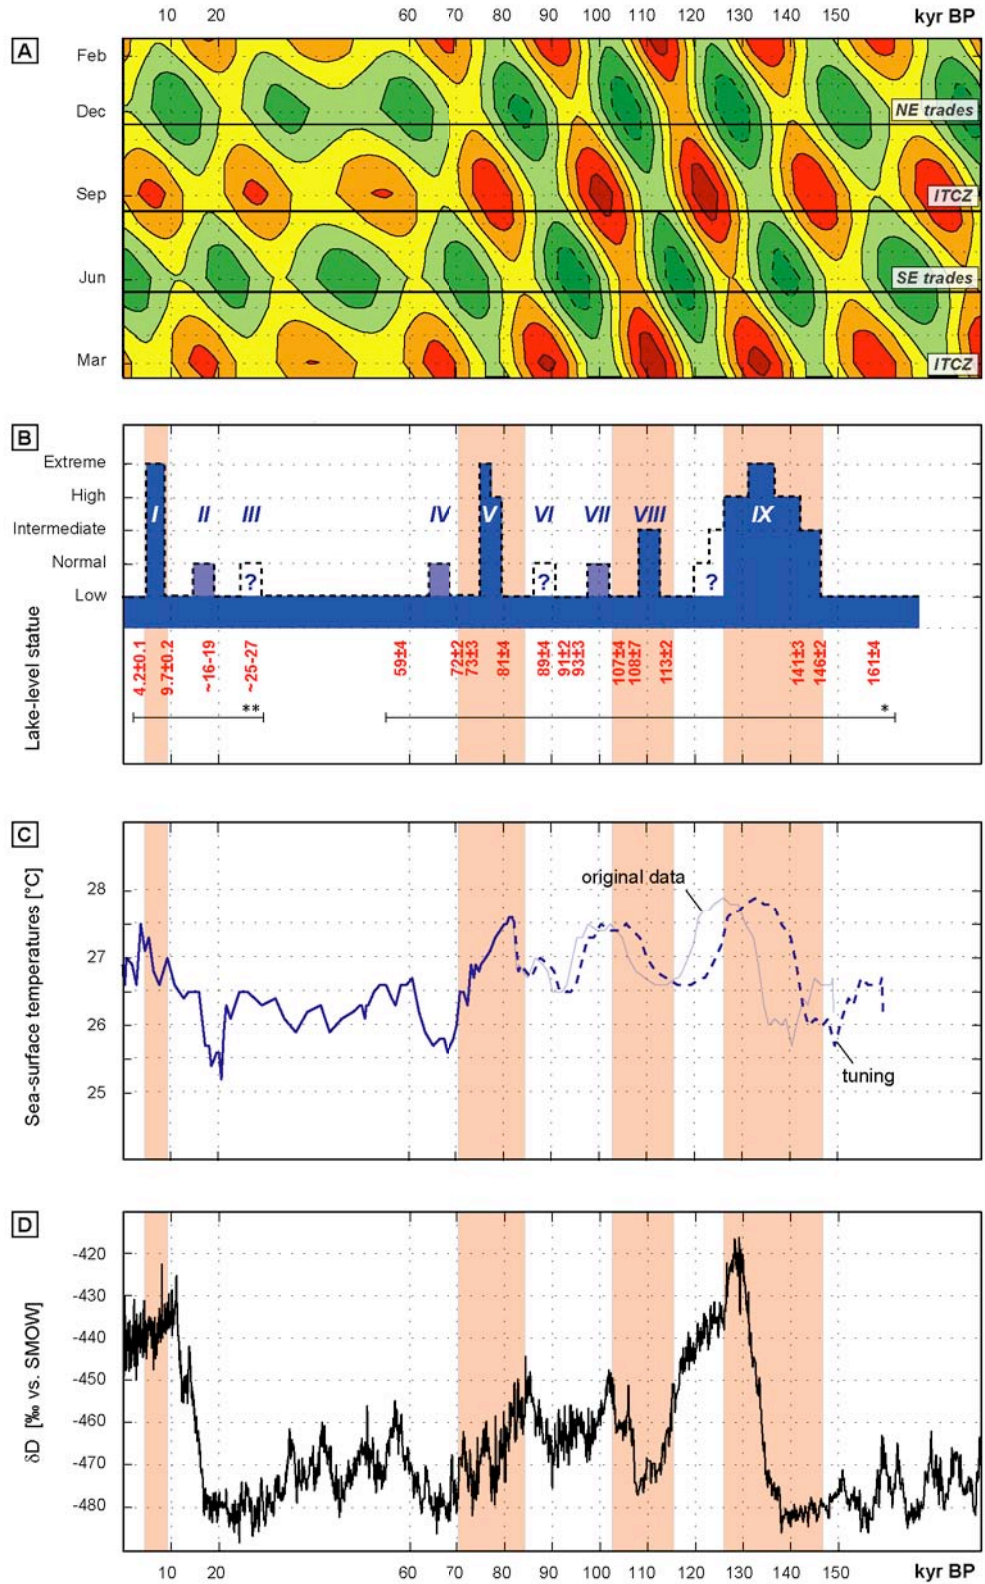 10 20 60 70 80 90 100 110 120 130 140 150 kyr BP
A
Feb
Dec
NE trades
Sep
ITCZ
Jun
SE trades
Mar
ITCZ
B
Lake-level statue
Extreme
High
Intermediate
Normal
Low
I II III IV V VI VII VIII IX
? ? ?
4.2±0.1
9.7±0.2
~16-19
~25-27
59±4
72±2
73±3
81±4
89±4
91±2
93±3
107±4
108±7
113±2
141±3
146±2
161±4
** *
C
Sea-surface temperatures [°C]
28
27
26
25
original data
tuning
D
δD [‰ vs. SMOW]
-420
-430
-440
-450
-460
-470
-480
10 20 60 70 80 90 100 110 120 130 140 150 kyr BP